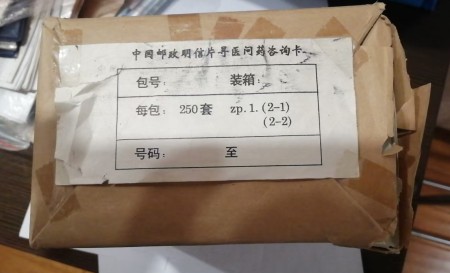 中国邮政明信片寻医问药咨询卡
包号： 装箱：
每包：250套 zp.1.(2-1)
(2-2)
号码： 至